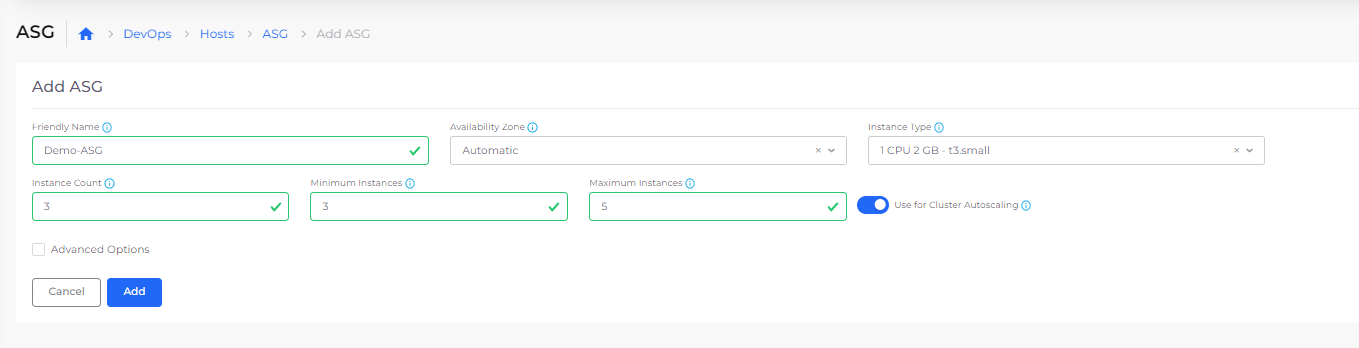 ASG DevOps Hosts ASG Add ASG
Add ASG
Friendly Name Availability Zone Instance Type
Demo-ASG Automatic 1 CPU 2 GB - t3.small
Instance Count Minimum Instances Maximum Instances
3 3 5 Use for Cluster Autoscaling
Advanced Options
Cancel Add